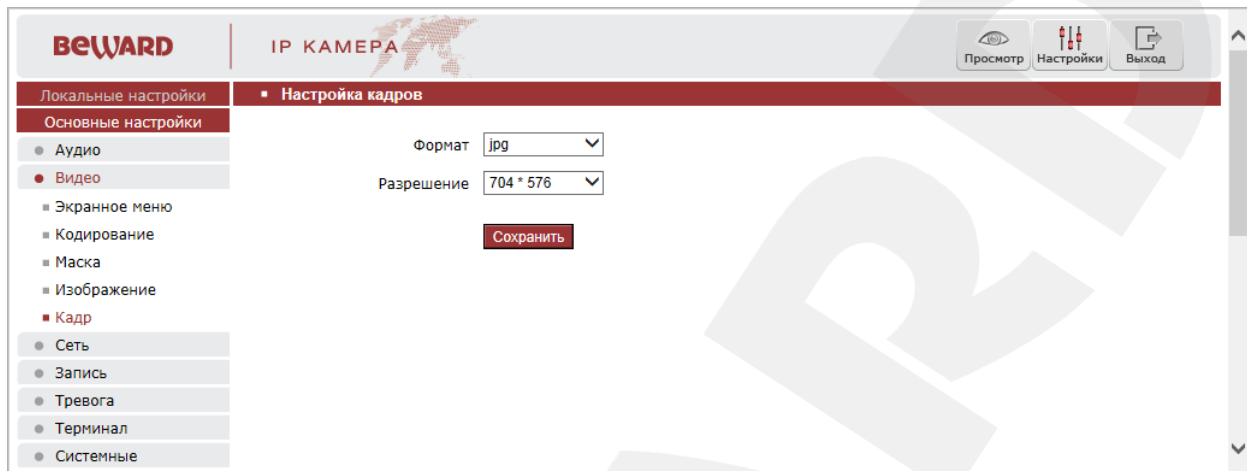 BEWARD
IP КАМЕРА
Просмотр
Настройки
Выход
Локальные настройки
Основные настройки
Аудио
Видео
Экранное меню
Кодирование
Маска
Изображение
Кадр
Сеть
Запись
Тревога
Терминал
Системные
Настройка кадров
Формат jpg
Разрешение 704 * 576
Сохранить